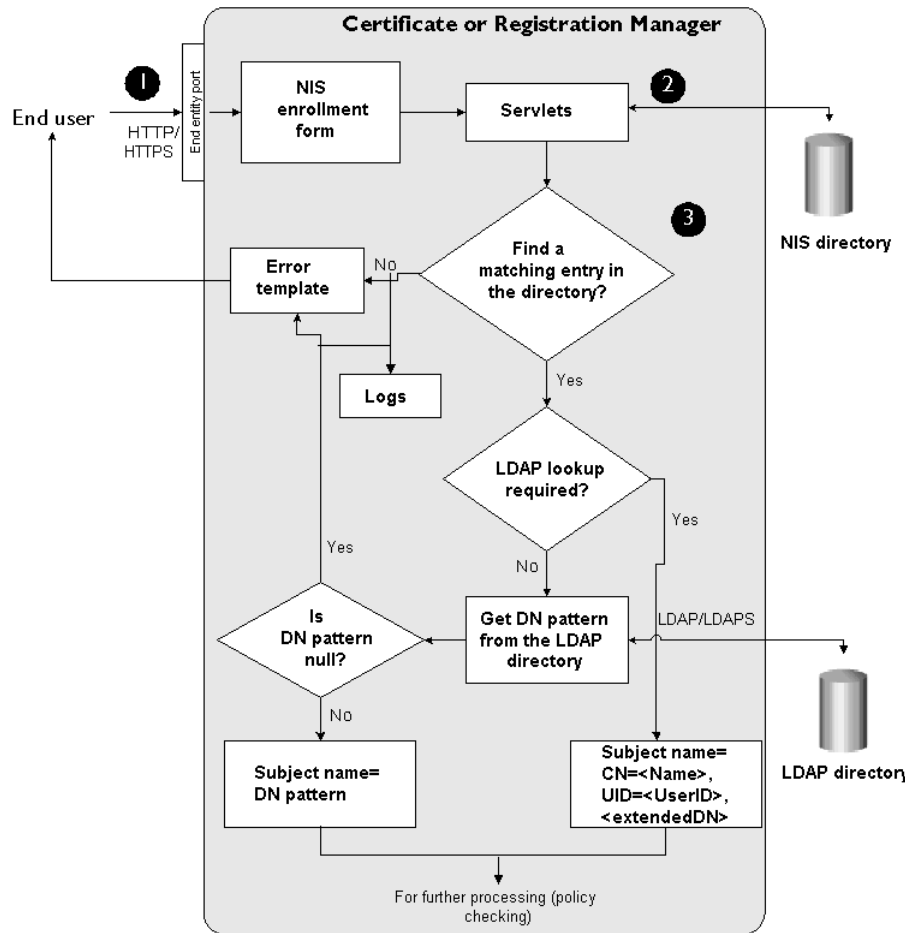 Certificate or Registration Manager
1
End user
HTTP/
HTTPS
End entity port
NIS
enrollment
form
Servlets
2
NIS directory
3
Find a
matching entry in
the directory?
No
Error
template
Logs
Yes
LDAP lookup
required?
Yes
No
Yes
Is
DN pattern
null?
Get DN pattern
from the LDAP
directory
LDAP/LDAPS
LDAP directory
No
Subject name=
DN pattern
Subject name=
CN=<Name>,
UID=<UserID>,
<extendedDN>
For further processing (policy
checking)